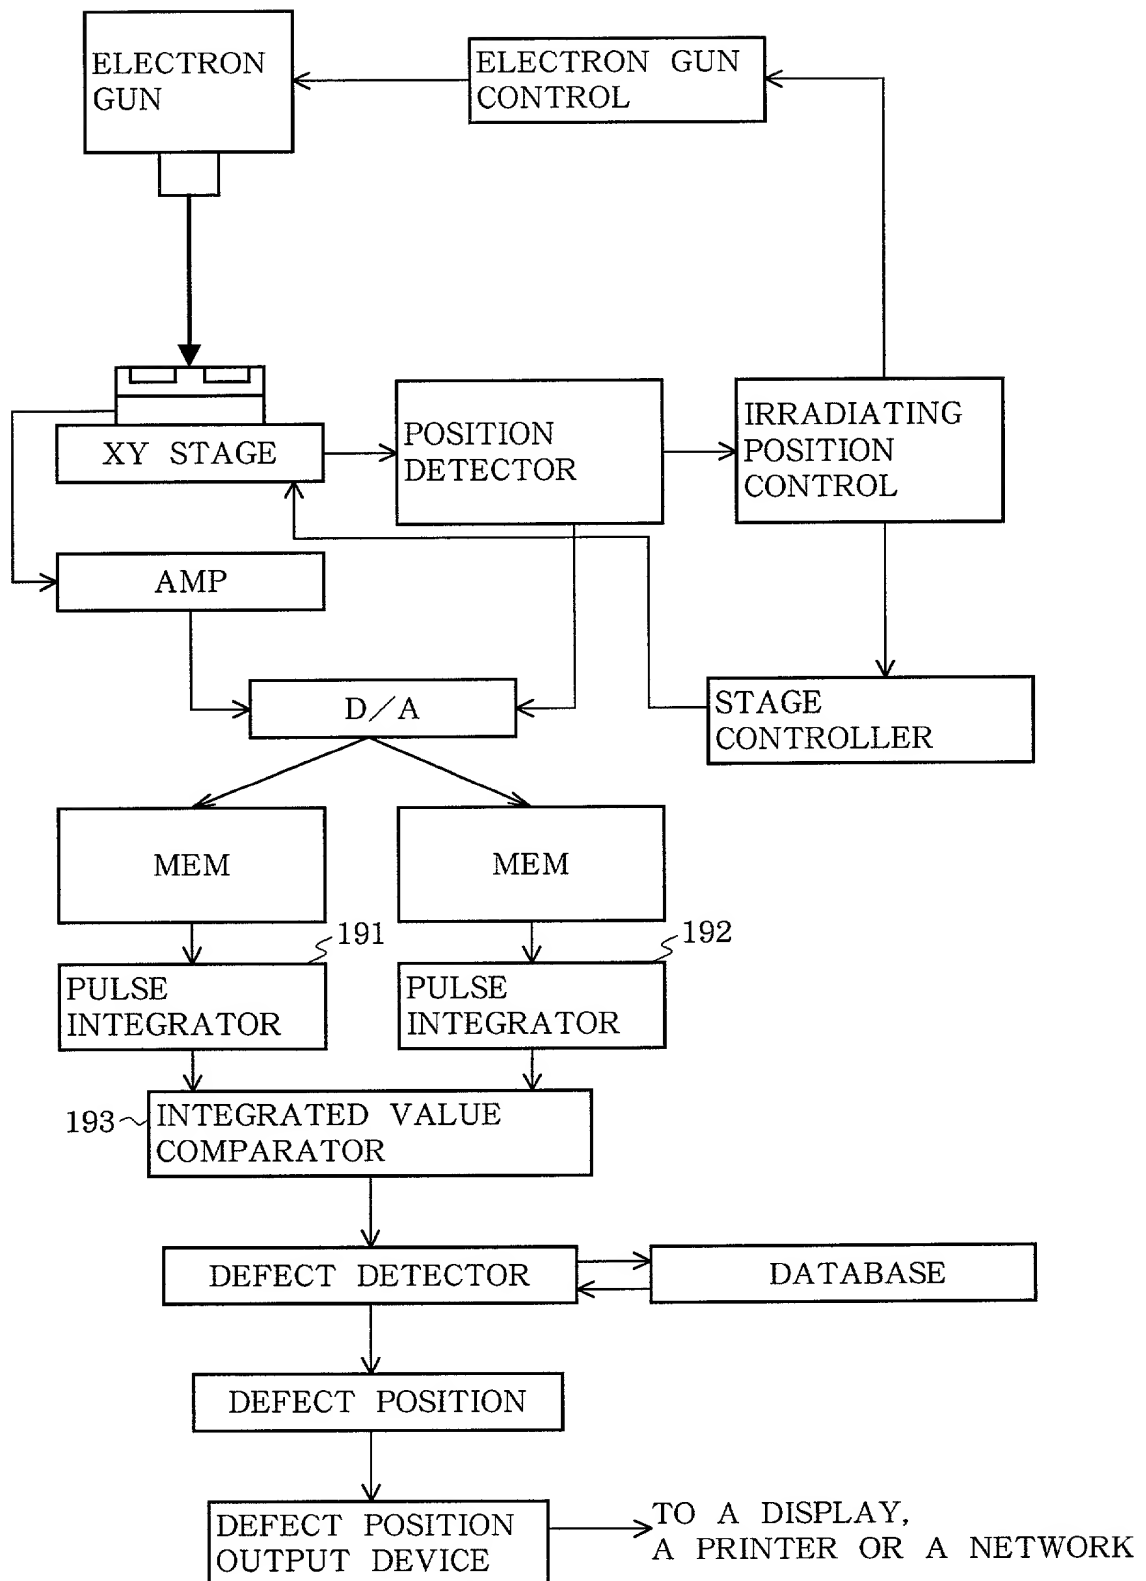 ELECTRON
GUN
ELECTRON GUN
CONTROL
XY STAGE
POSITION
DETECTOR
IRRADIATING
POSITION
CONTROL
AMP
D/A
STAGE
CONTROLLER
MEM
MEM
191
192
PULSE
INTEGRATOR
PULSE
INTEGRATOR
193
INTEGRATED VALUE
COMPARATOR
DEFECT DETECTOR
DATABASE
DEFECT POSITION
DEFECT POSITION
OUTPUT DEVICE
TO A DISPLAY,
A PRINTER OR A NETWORK